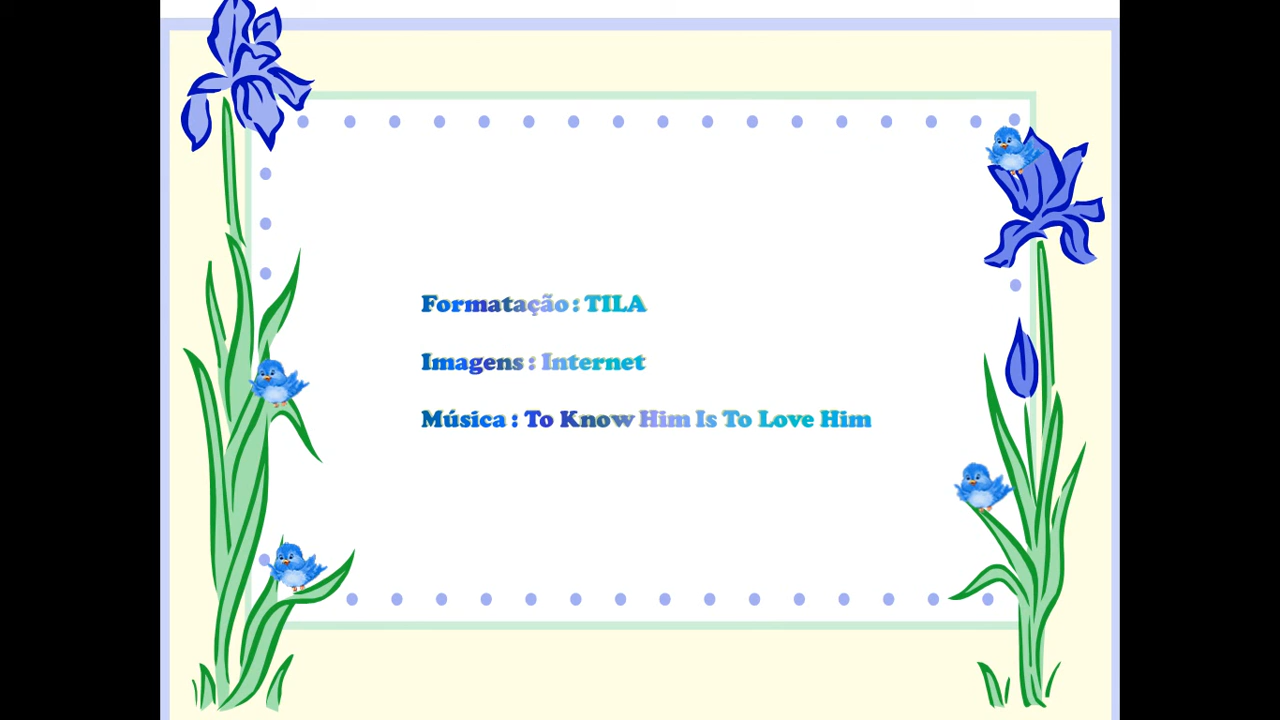 Formatação : TILA
Imagens : Internet
Música : To Know Him Is To Love Him